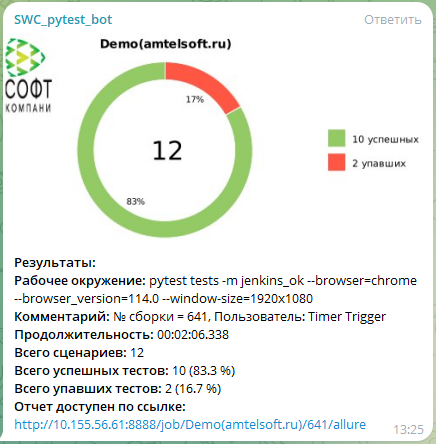 SWC_pytest_bot
Ответить
Demo(amtelsoft.ru)
СОФТ
КОМПАНИ
17%
12
83%
10 успешных
2 упавших
Результаты:
Рабочее окружение: pytest tests -m jenkins_ok --browser=chrome
--browser_version=114.0 --window-size=1920x1080
Комментарий: № сборки = 641, Пользователь: Timer Trigger
Продолжительность: 00:02:06.338
Всего сценариев: 12
Всего успешных тестов: 10 (83.3 %)
Всего упавших тестов: 2 (16.7 %)
Отчет доступен по ссылке:
http://10.155.56.61:8888/job/Demo(amtelsoft.ru)/641/allure
13:25